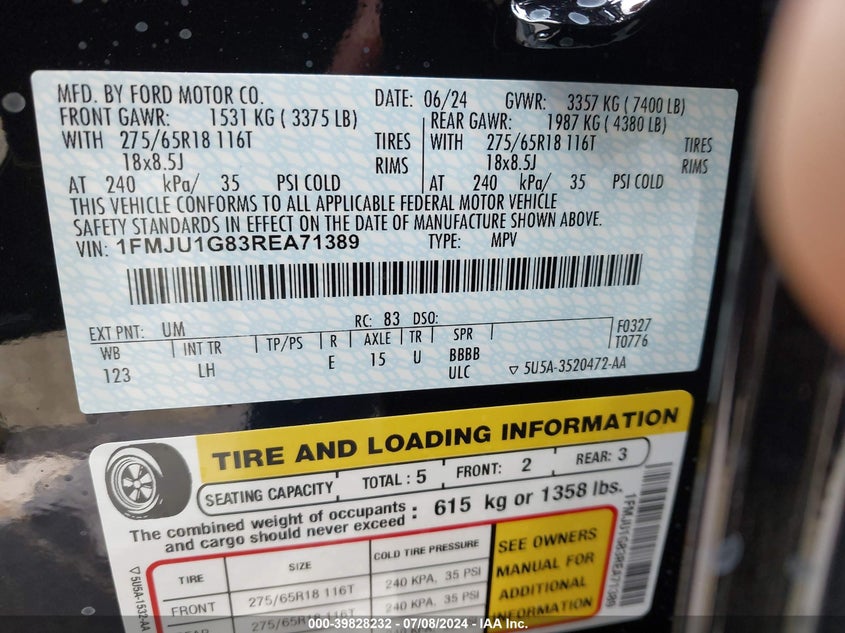 MFD. BY FORD MOTOR CO.
DATE: 06/24 GVWR: 3357 KG ( 7400 LB)
FRONT GAWR: 1531 KG ( 3375 LB) REAR GAWR: 1987 KG ( 4380 LB)
WITH 275/65R18 116T TIRES WITH 275/65R18 116T TIRES
18x8.5J RIMS 18x8.5J RIMS
AT 240 kPa/ 35 PSI COLD AT 240 kPa/ 35 PSI COLD
THIS VEHICLE CONFORMS TO ALL APPLICABLE FEDERAL MOTOR VEHICLE
SAFETY STANDARDS IN EFFECT ON THE DATE OF MANUFACTURE SHOWN ABOVE.
VIN: 1FMJU1G83REA71389 TYPE: MPV
EXT PNT: UM RC: 83 DSO: F0327
T0776
WB INT TR TP/PS R AXLE TR SPR
123 LH E 15 U BBBB
ULC 5U5A-3520472-AA
TIRE AND LOADING INFORMATION
SEATING CAPACITY TOTAL : 5 FRONT: 2 REAR: 3
The combined weight of occupants
and cargo should never exceed : 615 kg or 1358 lbs.
TIRE SIZE COLD TIRE PRESSURE
FRONT 275/65R18 116T 240 KPA, 35 PSI
275/65R18 116T 240 KPA, 35 PSI
SEE OWNERS
MANUAL FOR
ADDITIONAL
INFORMATION
1FMJU1G83REA71389
5U5A-1532-AA
000-39828232 - 07/08/2024 - IAA Inc.